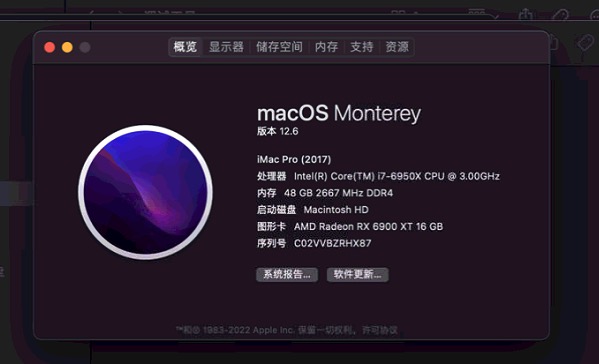 概览 显示器 储存空间 内存 支持 资源
macOS Monterey
版本 12.6
iMac Pro (2017)
处理器 Intel(R) Core(TM) i7-6950X CPU @ 3.00GHz
内存 48 GB 2667 MHz DDR4
启动磁盘 Macintosh HD
图形卡 AMD Radeon RX 6900 XT 16 GB
序列号 C02VVBZRHX87
系统报告... 软件更新...
™和© 1983-2022 Apple Inc. 保留一切权利。许可协议